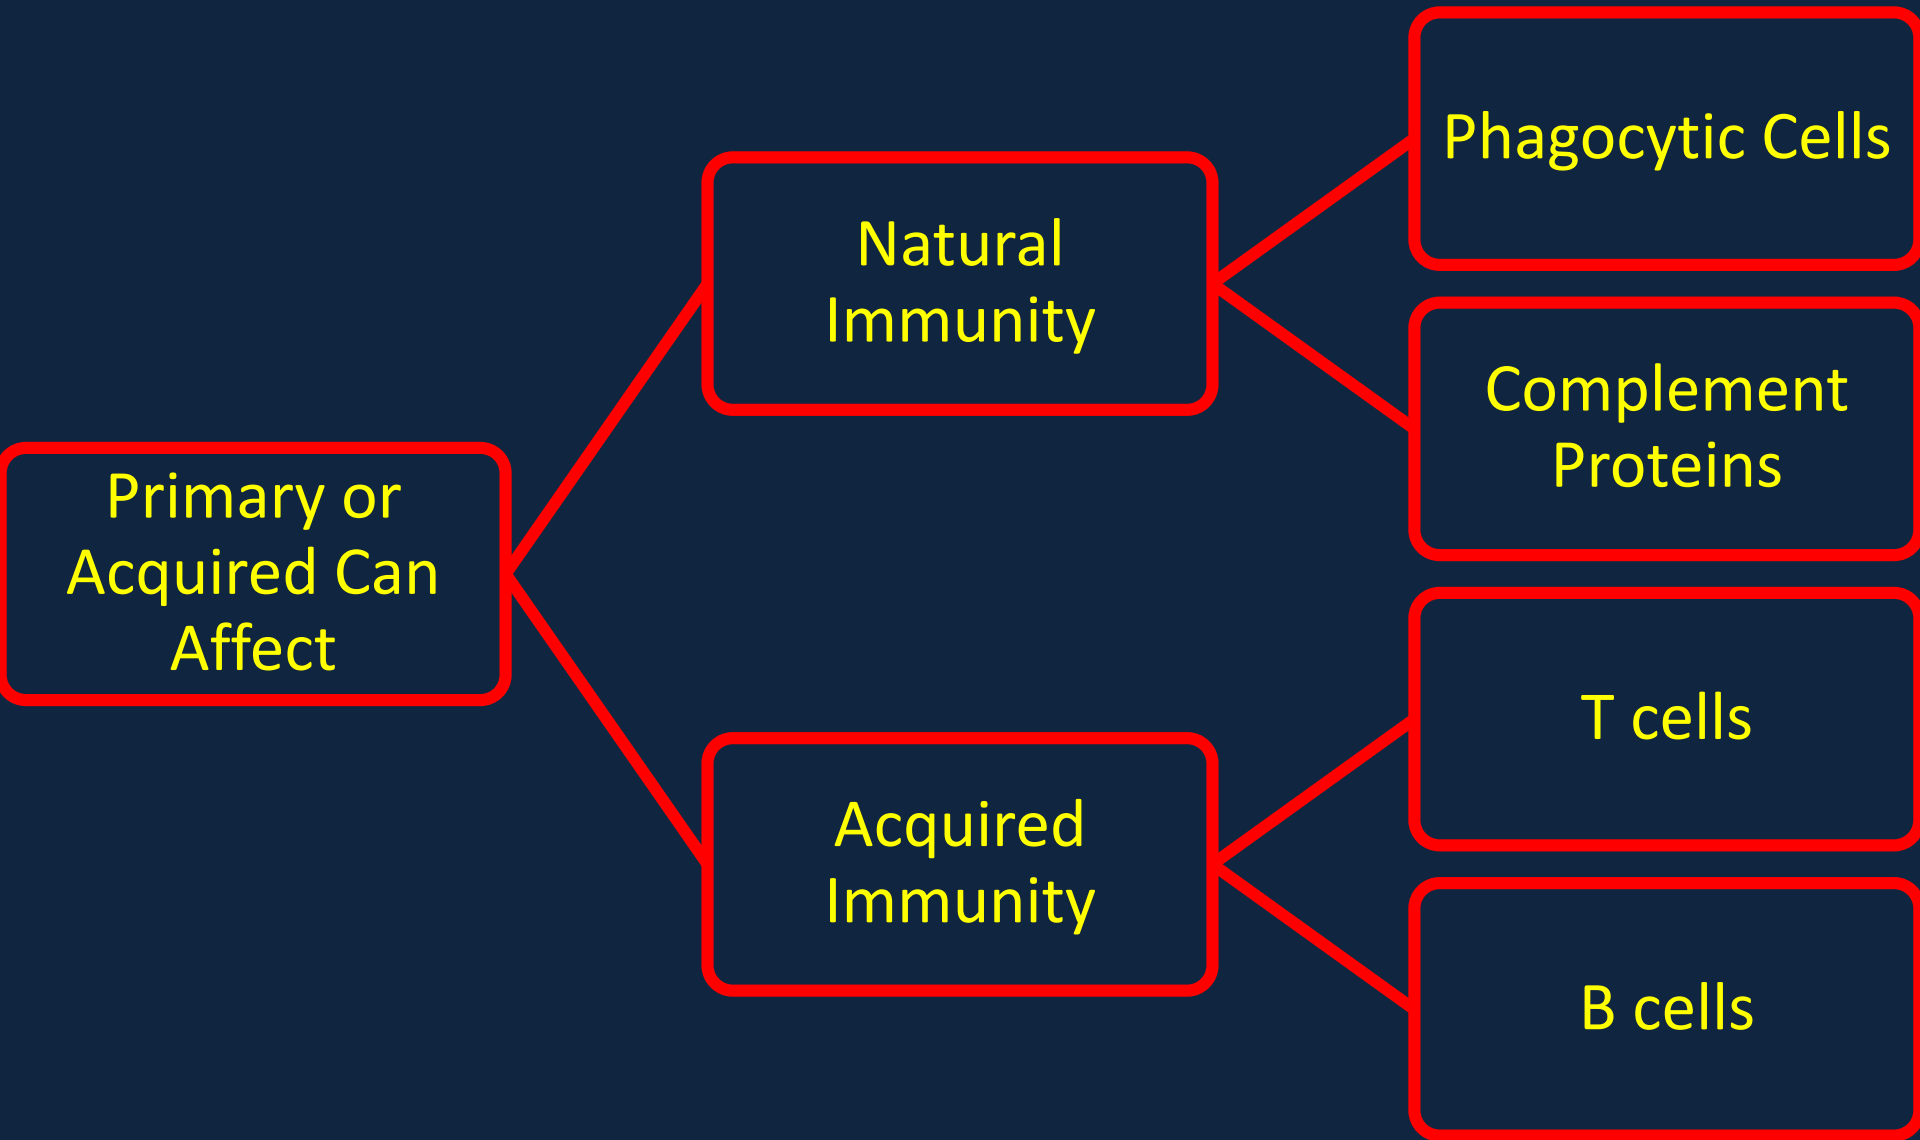 Primary or
Acquired Can
Affect
Natural
Immunity
Phagocytic Cells
Complement
Proteins
Acquired
Immunity
T cells
B cells